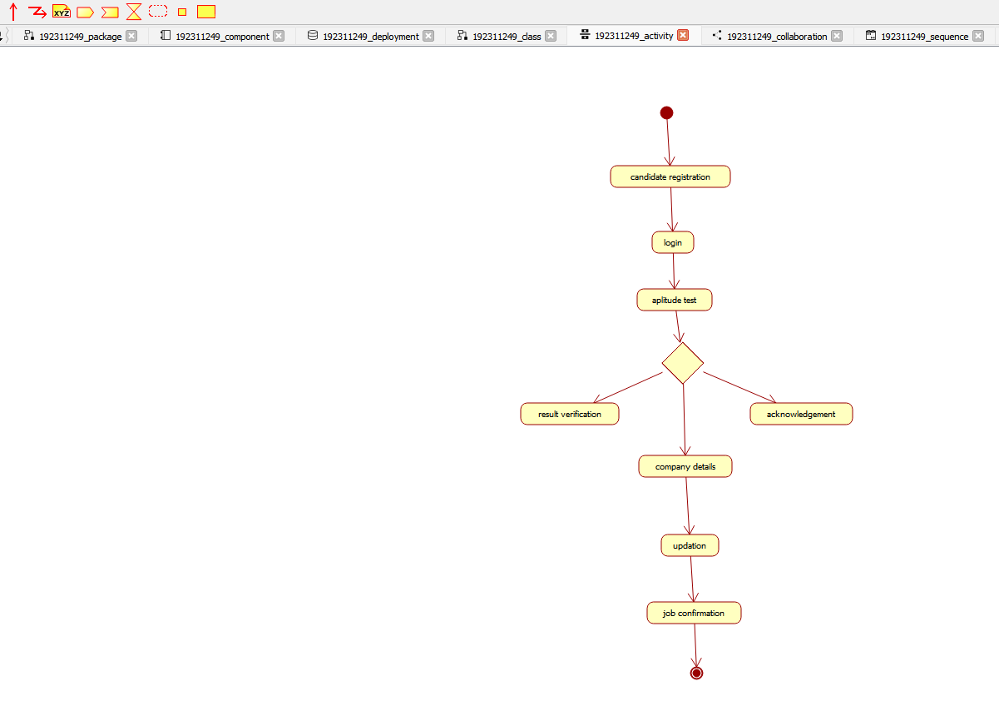 XYZ
192311249_package
192311249_component
192311249_deployment
192311249_class
192311249_activity
192311249_collaboration
192311249_sequence
candidate registration
login
aplitude test
result verification
acknowledgement
company details
updation
job confirmation